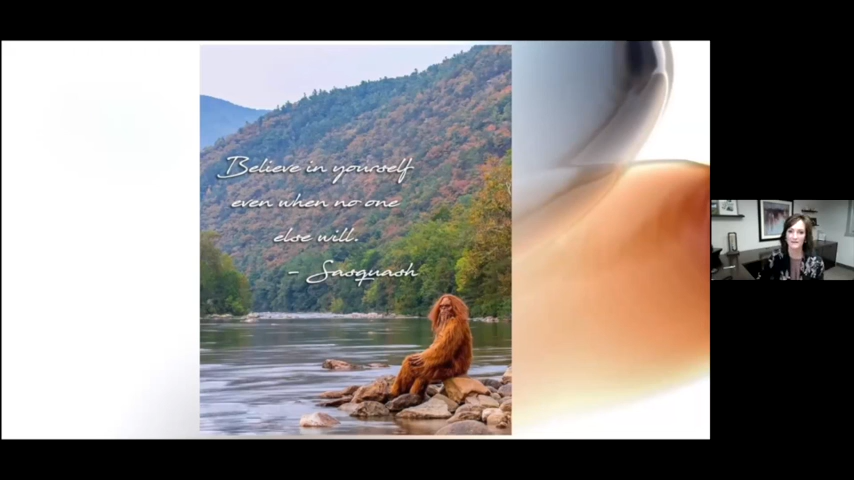 Believe in yourself
even when no one
else will.
- Sasquash